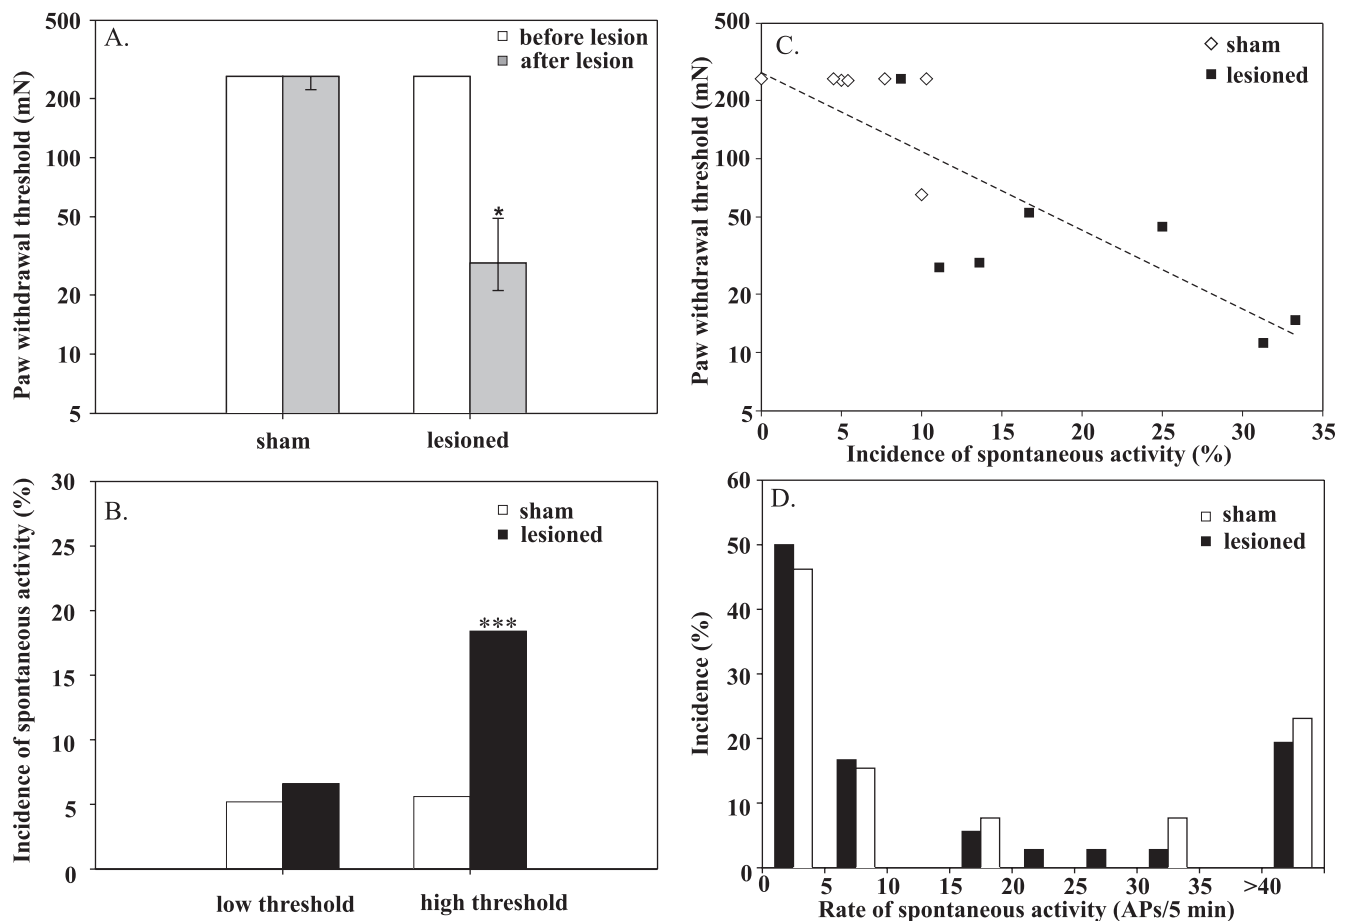 A.
before lesion
after lesion
Paw withdrawal threshold (mN)
500
200
100
50
20
10
5
*
sham
lesioned
C.
sham
lesioned
Paw withdrawal threshold (mN)
500
200
100
50
20
10
5
0 5 10 15 20 25 30 35
Incidence of spontaneous activity (%)
B.
sham
lesioned
Incidence of spontaneous activity (%)
30
25
20
15
10
5
0
***
low threshold
high threshold
D.
sham
lesioned
Incidence (%)
60
50
40
30
20
10
0
0 5 10 15 20 25 30 35 >40
Rate of spontaneous activity (APs/5 min)